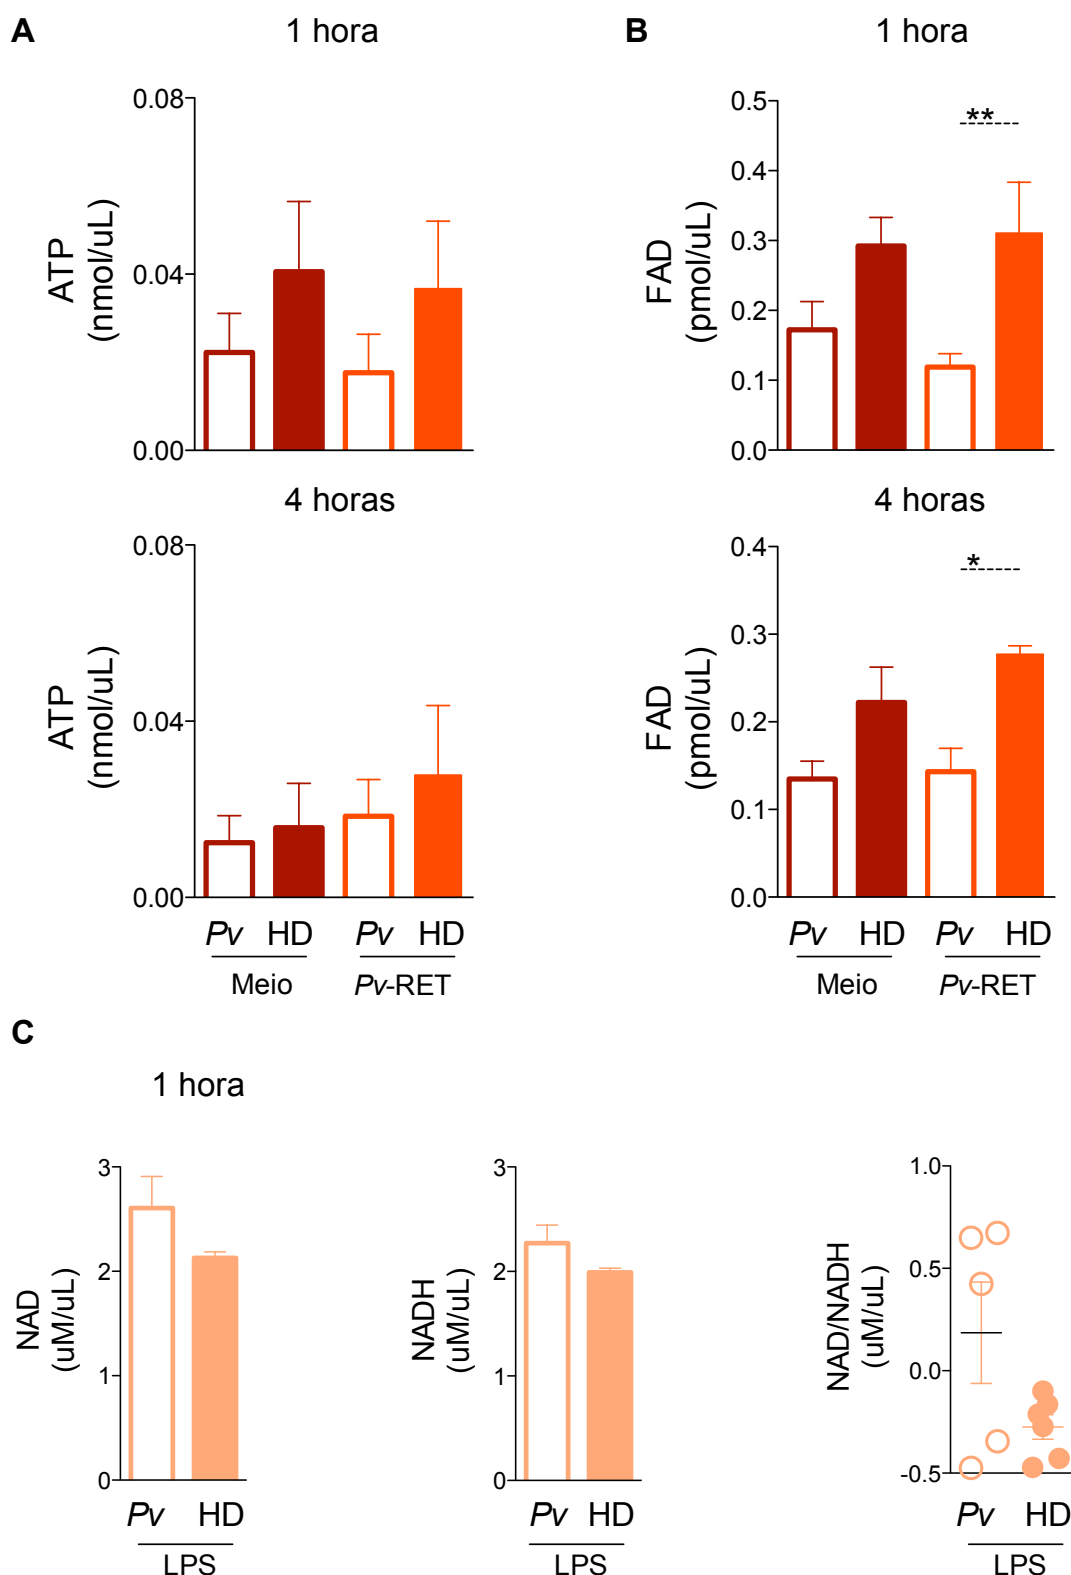 A
1 hora
0.08
0.04
0.00
ATP
(nmol/uL)
B
1 hora
0.5
0.4
0.3
0.2
0.1
0.0
FAD
(pmol/uL)
**
4 horas
0.08
0.04
0.00
ATP
(nmol/uL)
Pv HD Pv HD
Meio Pv-RET
4 horas
0.4
0.3
0.2
0.1
0.0
FAD
(pmol/uL)
*
Pv HD Pv HD
Meio Pv-RET
C
1 hora
3
2
1
0
NAD
(uM/uL)
Pv HD
LPS
3
2
1
0
NADH
(uM/uL)
Pv HD
LPS
1.0
0.5
0.0
-0.5
NAD/NADH
(uM/uL)
Pv HD
LPS